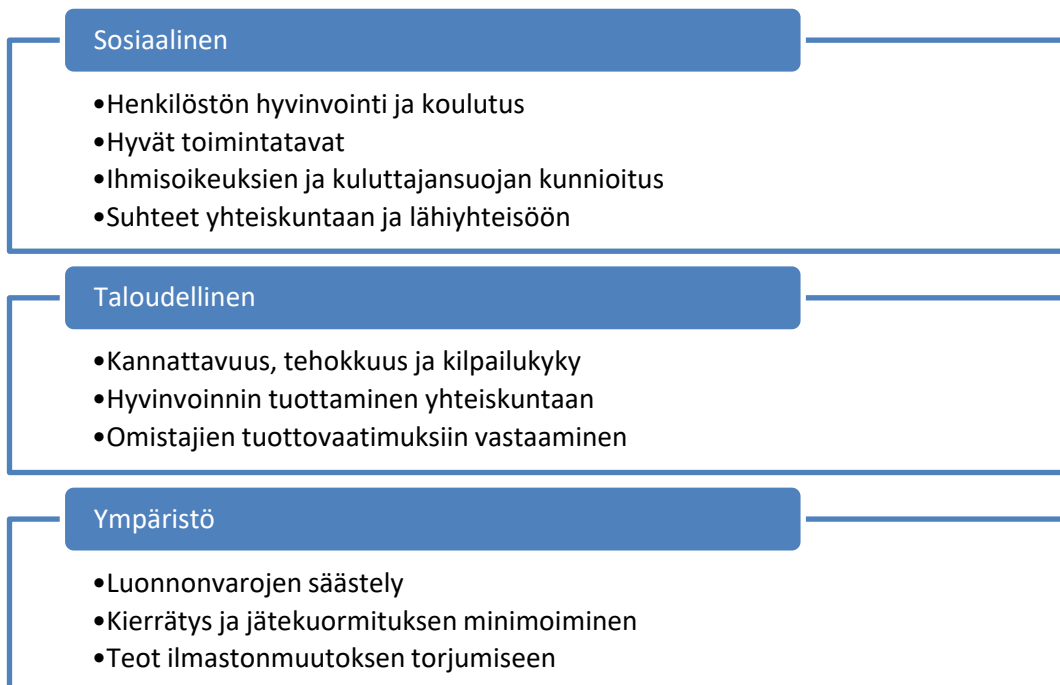 Sosiaalinen
•Henkilöstön hyvinvointi ja koulutus
•Hyvät toimintatavat
•Ihmisoikeuksien ja kuluttajansuojan kunnioitus
•Suhteet yhteiskuntaan ja lähiyhteisöön
Taloudellinen
•Kannattavuus, tehokkuus ja kilpailukyky
•Hyvinvoinnin tuottaminen yhteiskuntaan
•Omistajien tuottovaatimuksiin vastaaminen
Ympäristö
•Luonnonvarojen säästely
•Kierrätys ja jätekuormituksen minimoiminen
•Teot ilmastonmuutoksen torjumiseen